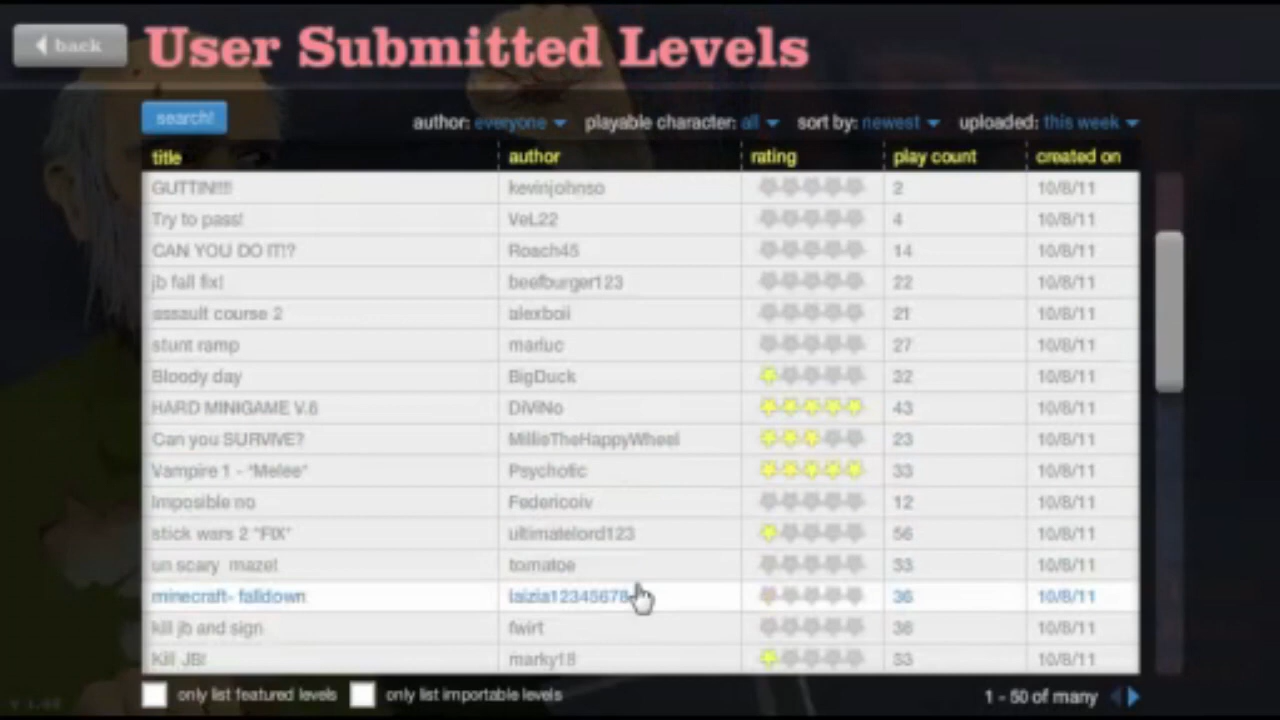 back
User Submitted Levels
search!
author: everyone playable character: all sort by: newest uploaded: this week
title author rating play count created on
GUTTIN!!!! kevinjohnso 2 10/8/11
Try to pass! VeL22 4 10/8/11
CAN YOU DO IT!? Roach45 14 10/8/11
jb fall fix! beefburger123 22 10/8/11
assault course 2 alexboii 21 10/8/11
stunt ramp marluc 27 10/8/11
Bloody day BigDuck 32 10/8/11
HARD MINIGAME V.6 DiViNo 43 10/8/11
Can you SURVIVE? MillieTheHappyWheel 23 10/8/11
Vampire 1 - "Melee" Psychotic 33 10/8/11
Imposible no Federicoiv 12 10/8/11
stick wars 2 "FIX" ultimatelord123 56 10/8/11
un scary maze! tomatoe 33 10/8/11
minecraft- falldown laizia12345678 36 10/8/11
kill jb and sign fwirt 36 10/8/11
Kill JB! marky18 33 10/8/11
only list featured levels only list importable levels 1 - 50 of many